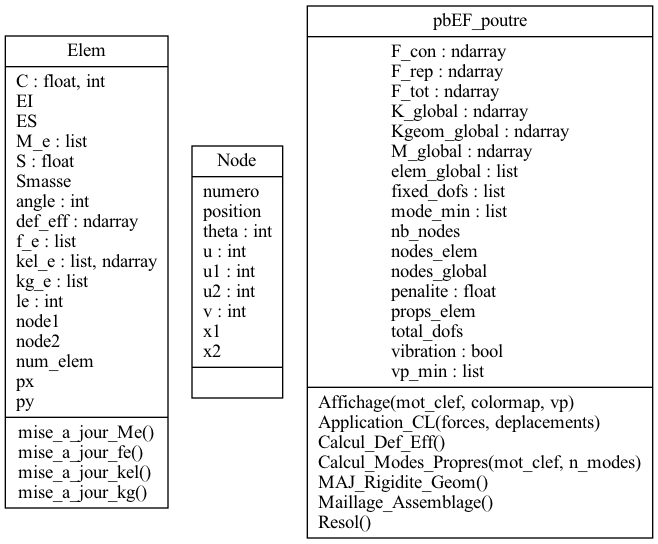 Elem
C : float, int
EI
ES
M_e : list
S : float
Smasse
angle : int
def_eff : ndarray
f_e : list
kel_e : list, ndarray
kg_e : list
le : int
node1
node2
num_elem
px
py
mise_a_jour_Me()
mise_a_jour_fe()
mise_a_jour_kel()
mise_a_jour_kg()
Node
numero
position
theta : int
u : int
u1 : int
u2 : int
v : int
x1
x2
pbEF_poutre
F_con : ndarray
F_rep : ndarray
F_tot : ndarray
K_global : ndarray
Kgeom_global : ndarray
M_global : ndarray
elem_global : list
fixed_dofs : list
mode_min : list
nb_nodes
nodes_elem
nodes_global
penalite : float
props_elem
total_dofs
vibration : bool
vp_min : list
Affichage(mot_clef, colormap, vp)
Application_CL(forces, deplacements)
Calcul_Def_Eff()
Calcul_Modes_Propres(mot_clef, n_modes)
MAJ_Rigidite_Geom()
Maillage_Assemblage()
Resol()